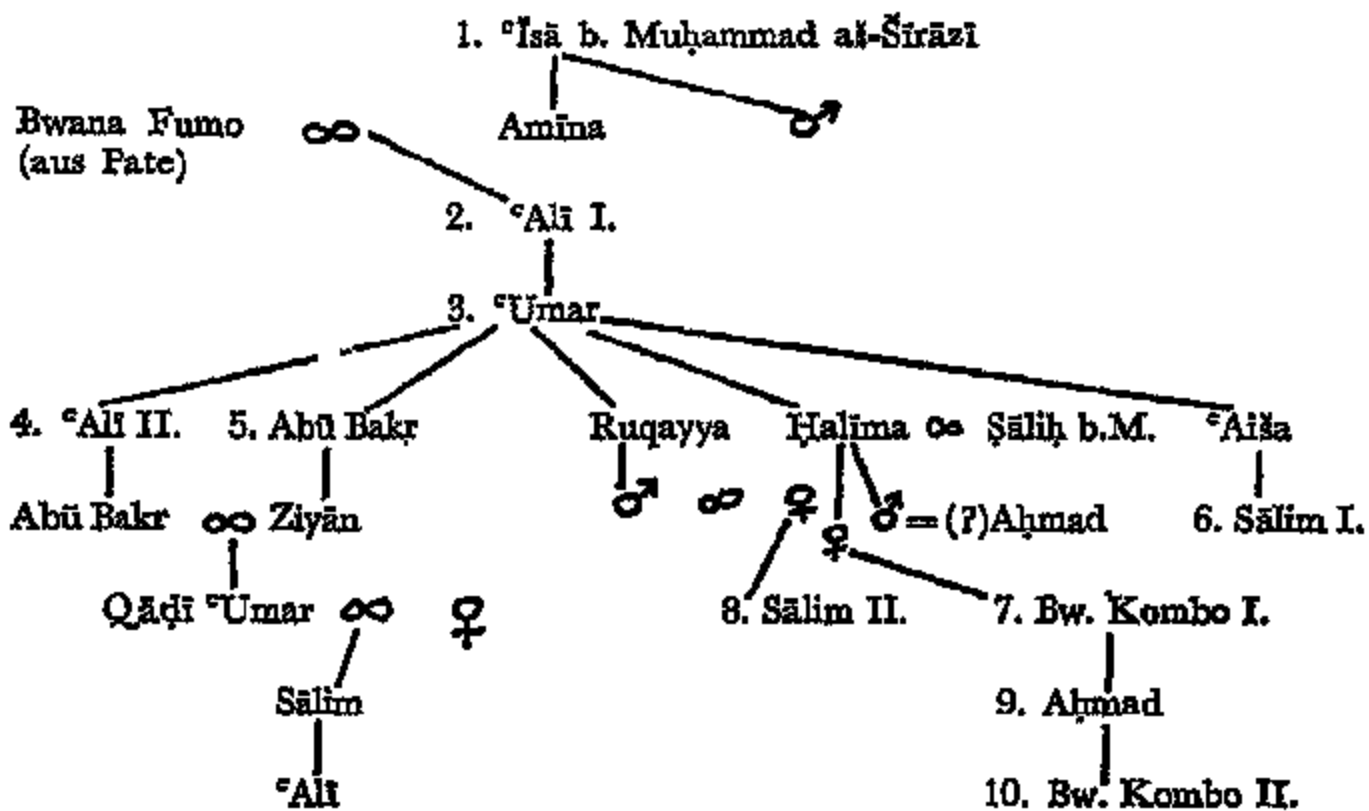 1. ʿĪsā b. Muḥammad aš-Šīrāzī
Bwana Fumo ∞ Amīna ♂
(aus Pate)
2. ʿAlī I.
3. ʿUmar
4. ʿAlī II. 5. Abū Bakr Ruqayya Ḥalīma ∞ Ṣāliḥ b.M. ʿAiša
Abū Bakr ∞ Ziyān ♂ ∞ ♀ ♀ ♂ = (?)Aḥmad 6. Sālim I.
Qāḍī ʿUmar ∞ ♀ 8. Sālim II. 7. Bw. Kombo I.
Sālim 9. Aḥmad
ʿAlī 10. Bw. Kombo II.